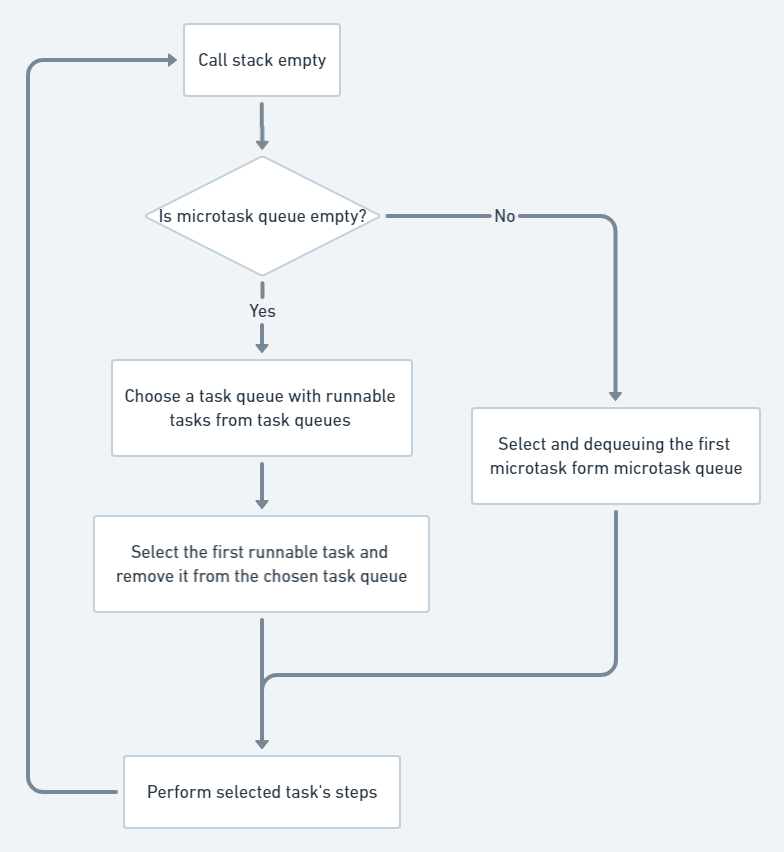 Call stack empty
Is microtask queue empty?
No
Yes
Choose a task queue with runnable
tasks from task queues
Select and dequeuing the first
microtask form microtask queue
Select the first runnable task and
remove it from the chosen task queue
Perform selected task's steps